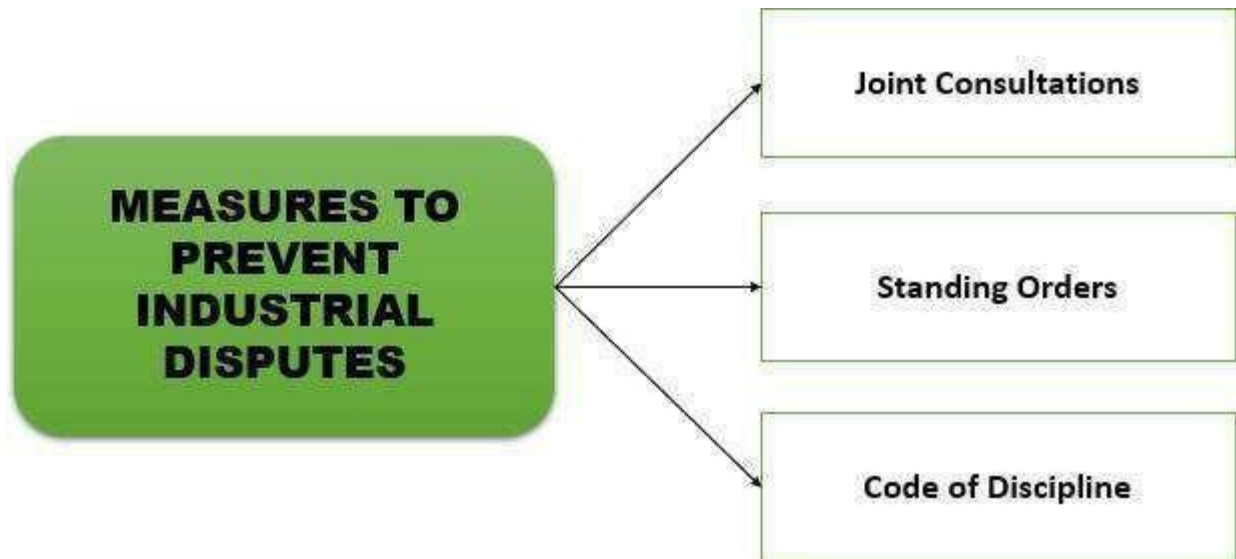 MEASURES TO
PREVENT
INDUSTRIAL
DISPUTES
Joint Consultations
Standing Orders
Code of Discipline